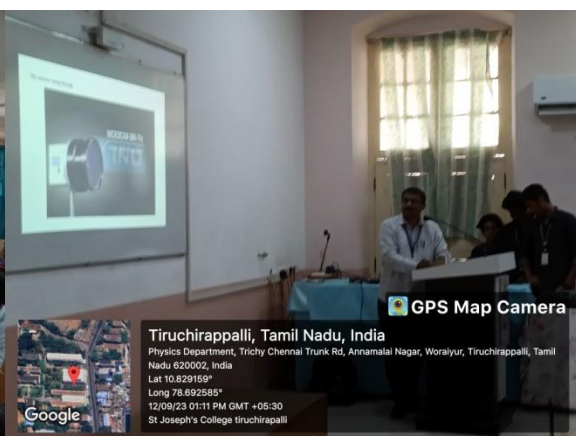 GPS Map Camera
Tiruchirappalli, Tamil Nadu, India
Physics Department, Trichy Chennai Trunk Rd, Annamalai Nagar, Woraiyur, Tiruchirappalli, Tamil
Nadu 620002, India
Lat 10.829159°
Long 78.692585°
12/09/23 01:11 PM GMT +05:30
St Joseph's College tiruchirapalli
Google